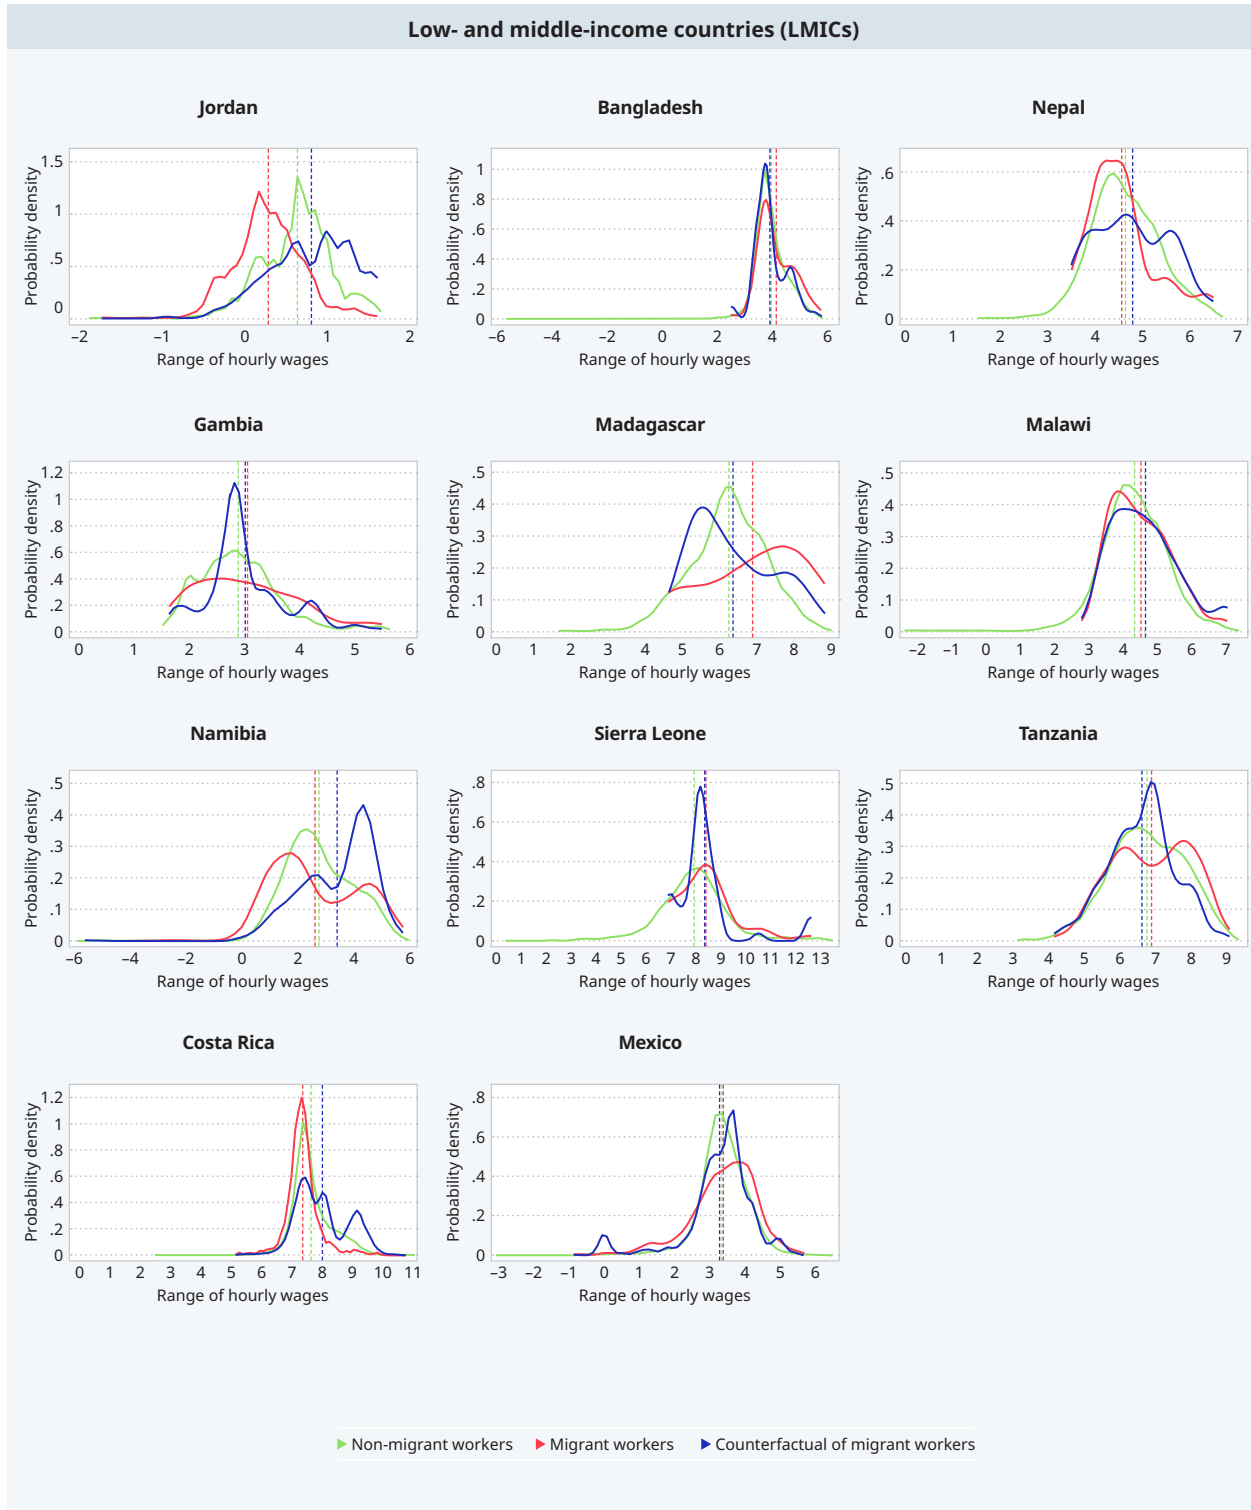 Low- and middle-income countries (LMICs)
Jordan
Probability density
1.5
1
.5
0
−2 −1 0 1 2
Range of hourly wages
Bangladesh
Probability density
1
.8
.6
.4
.2
0
−6 −4 −2 0 2 4 6
Range of hourly wages
Nepal
Probability density
.6
.4
.2
0
0 1 2 3 4 5 6 7
Range of hourly wages
Gambia
Probability density
1.2
1
.8
.6
.4
.2
0
0 1 2 3 4 5 6
Range of hourly wages
Madagascar
Probability density
.5
.4
.3
.2
.1
0
0 1 2 3 4 5 6 7 8 9
Range of hourly wages
Malawi
Probability density
.5
.4
.3
.2
.1
0
−2 −1 0 1 2 3 4 5 6 7
Range of hourly wages
Namibia
Probability density
.5
.4
.3
.2
.1
0
−6 −4 −2 0 2 4 6
Range of hourly wages
Sierra Leone
Probability density
.8
.6
.4
.2
0
0 1 2 3 4 5 6 7 8 9 10 11 12 13
Range of hourly wages
Tanzania
Probability density
.5
.4
.3
.2
.1
0
0 1 2 3 4 5 6 7 8 9
Range of hourly wages
Costa Rica
Probability density
1.2
1
.8
.6
.4
.2
0
0 1 2 3 4 5 6 7 8 9 10 11
Range of hourly wages
Mexico
Probability density
.8
.6
.4
.2
0
−3 −2 −1 0 1 2 3 4 5 6
Range of hourly wages
Non-migrant workers Migrant workers Counterfactual of migrant workers